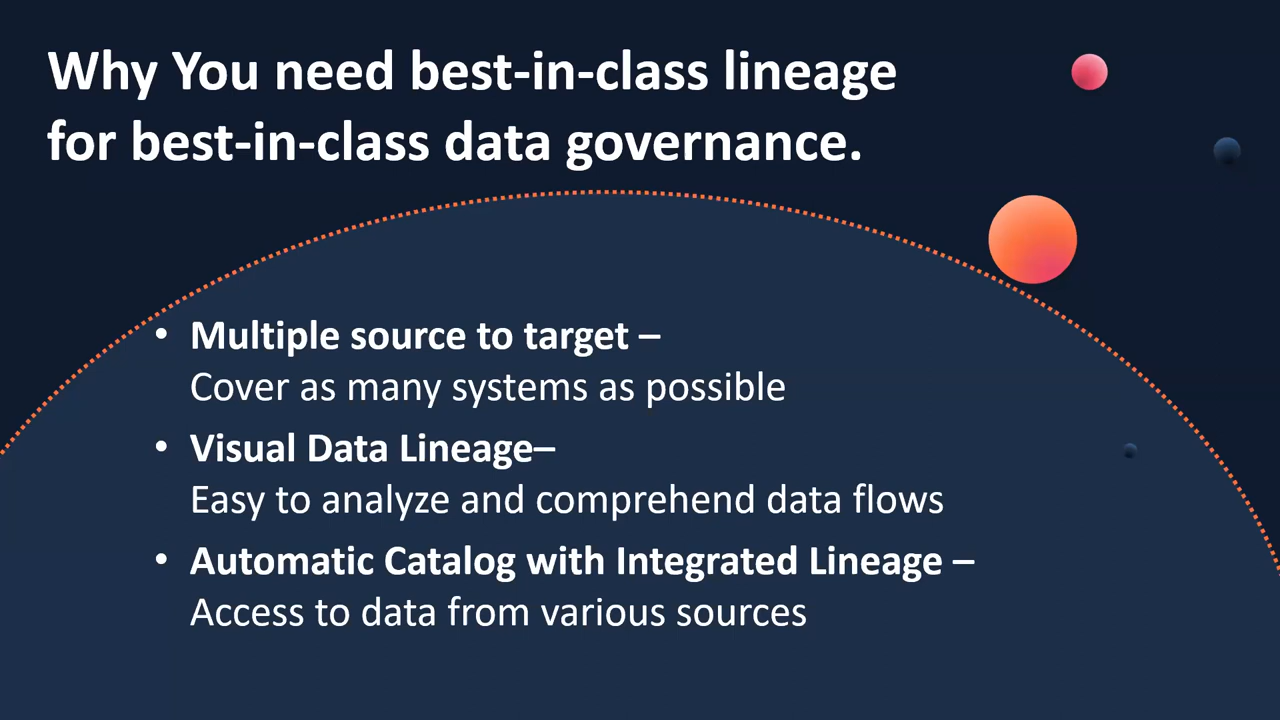 Why You need best-in-class lineage
for best-in-class data governance.
• Multiple source to target –
Cover as many systems as possible
• Visual Data Lineage–
Easy to analyze and comprehend data flows
• Automatic Catalog with Integrated Lineage –
Access to data from various sources